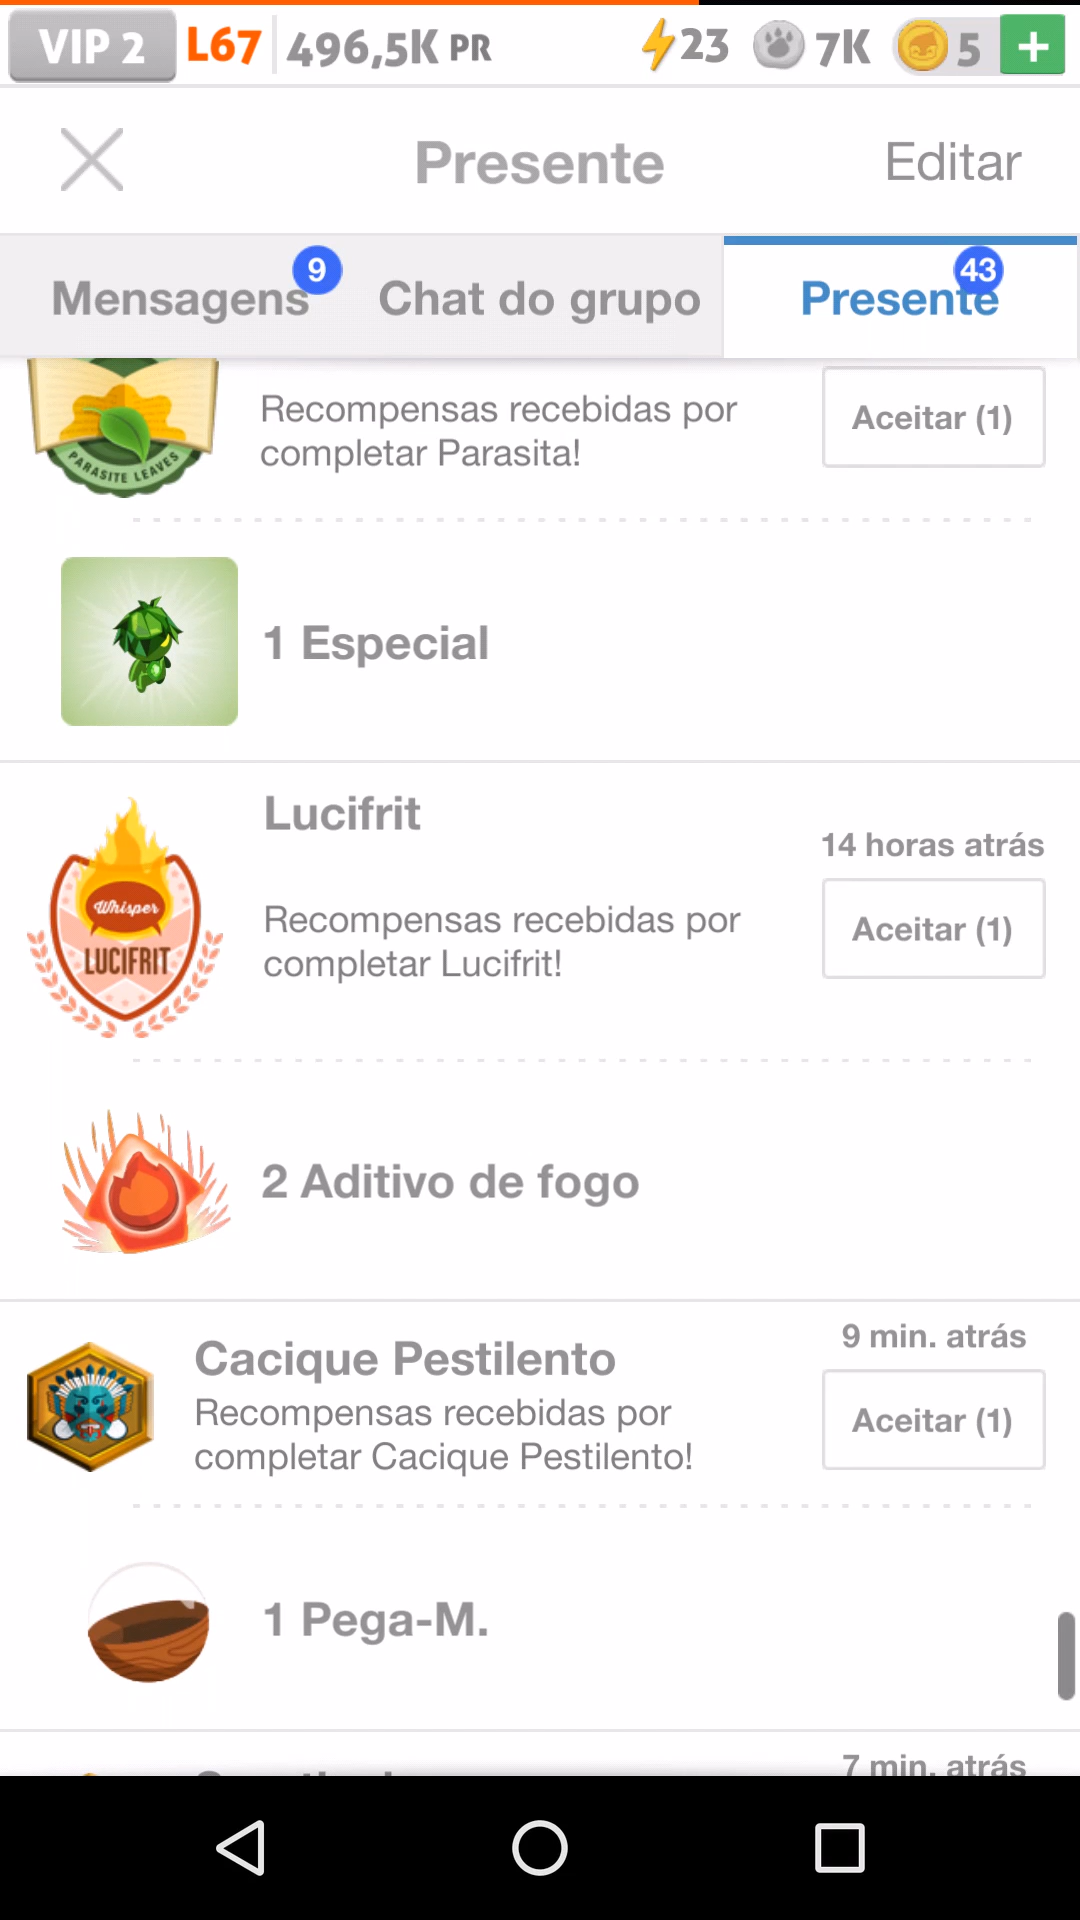 VIP 2 L67 496,5K PR 23 7K 5 +
Presente Editar
Mensagens 9 Chat do grupo Presente 43
Recompensas recebidas por
completar Parasita!
Aceitar (1)
PARASITE LEAVES
1 Especial
Lucifrit
14 horas atrás
Recompensas recebidas por
completar Lucifrit!
Aceitar (1)
Whisper
LUCIFRIT
2 Aditivo de fogo
9 min. atrás
Cacique Pestilento
Recompensas recebidas por
completar Cacique Pestilento!
Aceitar (1)
1 Pega-M.
7 min. atrás